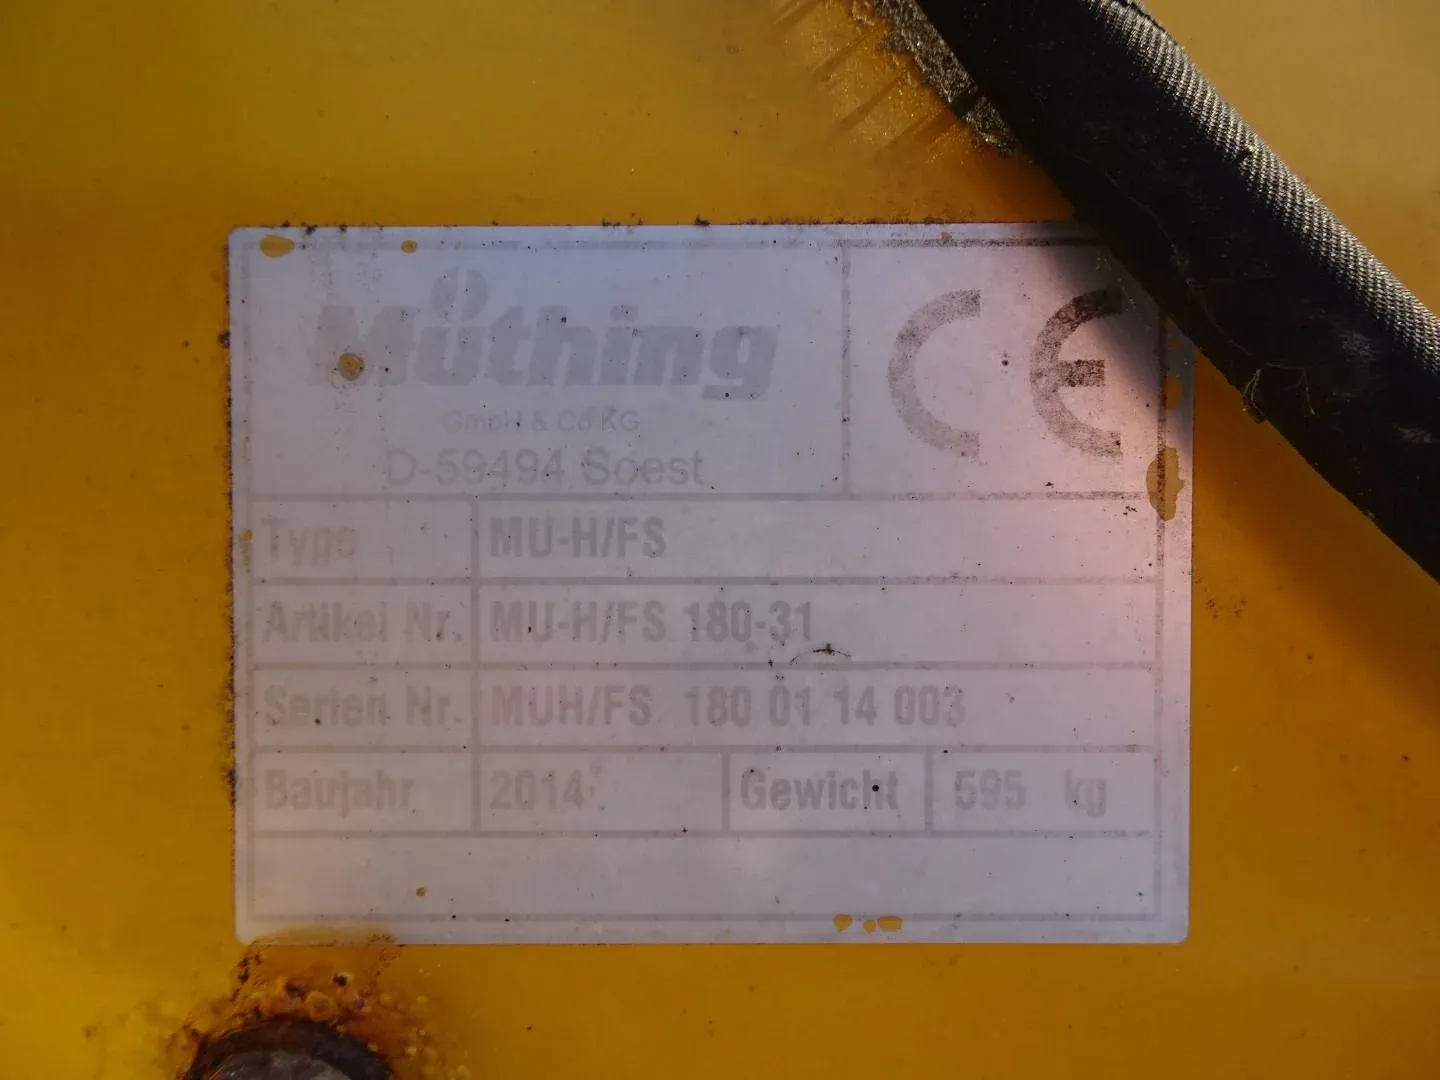 Müthing
CE
GmbH & Co KG
D-59494 Soest
Type MU-H/FS
Artikel Nr. MU-H/FS 180-31
Serien Nr. MUH/FS 180 01 14 003
Baujahr 2014 Gewicht 595 kg